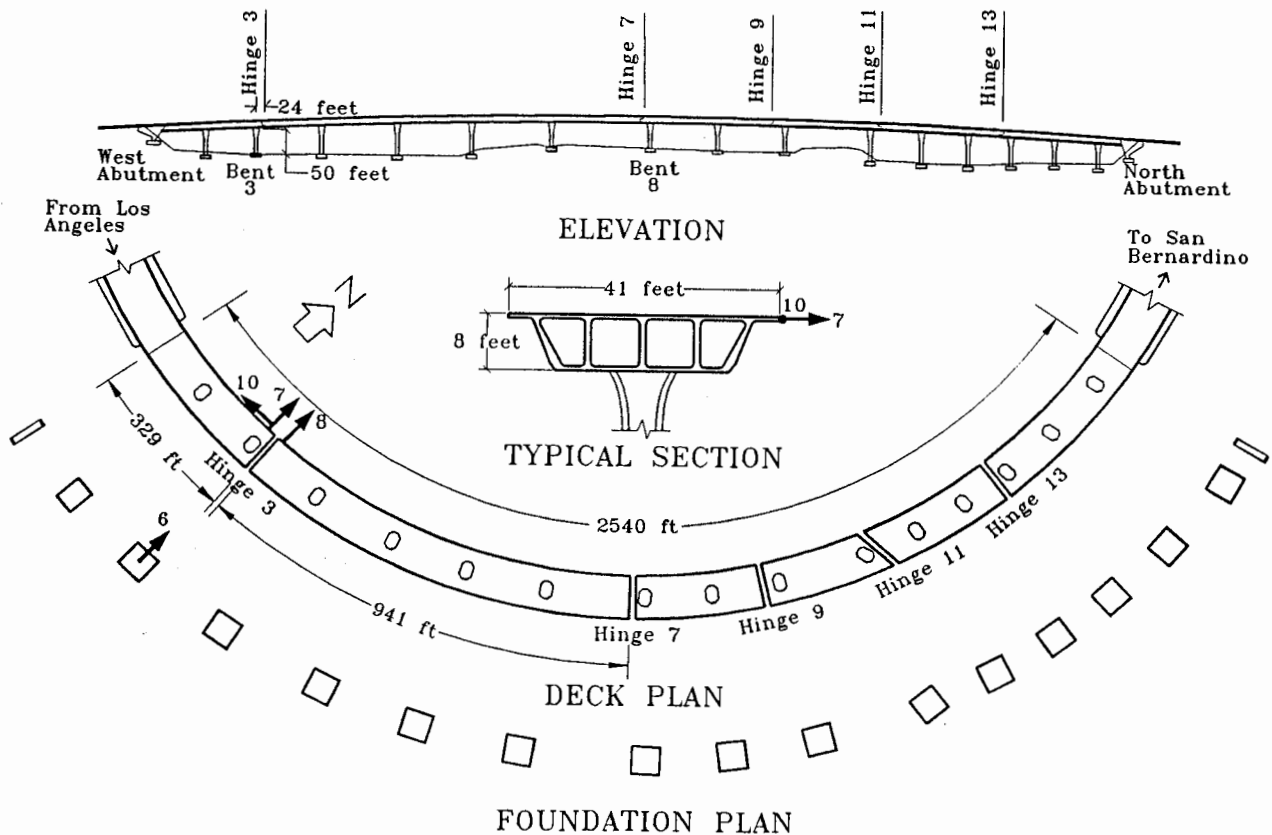 Hinge 3
Hinge 7
Hinge 9
Hinge 11
Hinge 13
24 feet
West
Abutment
Bent
3
50 feet
Bent
8
North
Abutment
ELEVATION
From Los
Angeles
To San
Bernardino
N
41 feet
10
7
8 feet
TYPICAL SECTION
10
7
8
329 ft
Hinge 3
2540 ft
6
941 ft
Hinge 7
Hinge 9
Hinge 11
Hinge 13
DECK PLAN
FOUNDATION PLAN